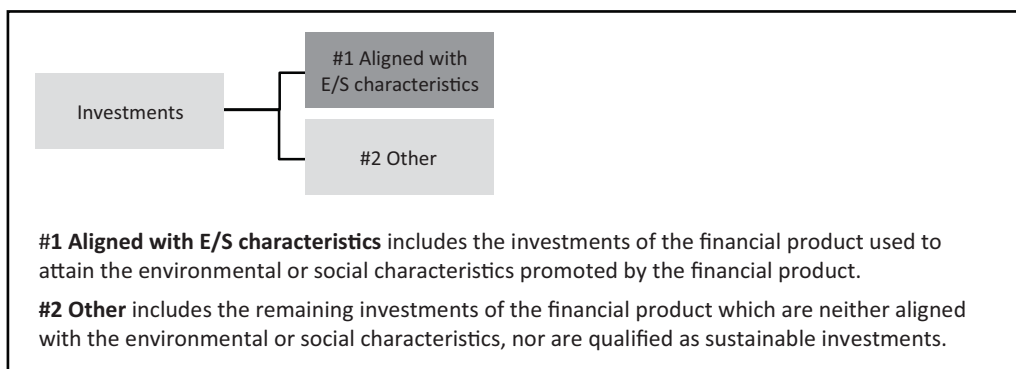 #1 Aligned with
E/S characteristics
Investments
#2 Other
#1 Aligned with E/S characteristics includes the investments of the financial product used to
attain the environmental or social characteristics promoted by the financial product.
#2 Other includes the remaining investments of the financial product which are neither aligned
with the environmental or social characteristics, nor are qualified as sustainable investments.